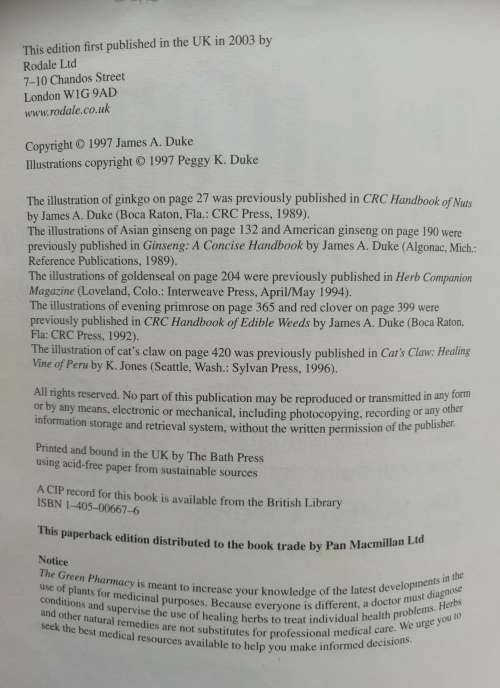 This edition first published in the UK in 2003 by
Rodale Ltd
7–10 Chandos Street
London W1G 9AD
www.rodale.co.uk
Copyright © 1997 James A. Duke
Illustrations copyright © 1997 Peggy K. Duke
The illustration of ginkgo on page 27 was previously published in CRC Handbook of Nuts
by James A. Duke (Boca Raton, Fla.: CRC Press, 1989).
The illustrations of Asian ginseng on page 132 and American ginseng on page 190 were
previously published in Ginseng: A Concise Handbook by James A. Duke (Algonac, Mich.:
Reference Publications, 1989).
The illustrations of goldenseal on page 204 were previously published in Herb Companion
Magazine (Loveland, Colo.: Interweave Press, April/May 1994).
The illustrations of evening primrose on page 365 and red clover on page 399 were
previously published in CRC Handbook of Edible Weeds by James A. Duke (Boca Raton,
Fla: CRC Press, 1992).
The illustration of cat's claw on page 420 was previously published in Cat's Claw: Healing
Vine of Peru by K. Jones (Seattle, Wash.: Sylvan Press, 1996).
All rights reserved. No part of this publication may be reproduced or transmitted in any form
or by any means, electronic or mechanical, including photocopying, recording or any other
information storage and retrieval system, without the written permission of the publisher.
Printed and bound in the UK by The Bath Press
using acid-free paper from sustainable sources
A CIP record for this book is available from the British Library
ISBN 1–405–00667–6
This paperback edition distributed to the book trade by Pan Macmillan Ltd
Notice
The Green Pharmacy is meant to increase your knowledge of the latest developments in the
use of plants for medicinal purposes. Because everyone is different, a doctor must diagnose
conditions and supervise the use of healing herbs to treat individual health problems. Herbs
and other natural remedies are not substitutes for professional medical care. We urge you to
seek the best medical resources available to help you make informed decisions.